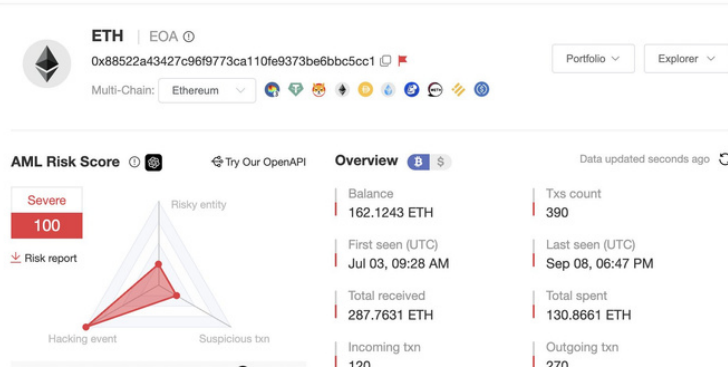 ETH EOA
0x88522a43427c96f9773ca110fe9373be6bbc5cc1
Portfolio
Explorer
Multi-Chain: Ethereum
AML Risk Score
Try Our OpenAPI
Severe
100
Risk report
Risky entity
Hacking event
Suspicious txn
Overview ₿ $
Data updated seconds ago
Balance
162.1243 ETH
Txs count
390
First seen (UTC)
Jul 03, 09:28 AM
Last seen (UTC)
Sep 08, 06:47 PM
Total received
287.7631 ETH
Total spent
130.8661 ETH
Incoming txn
120
Outgoing txn
270